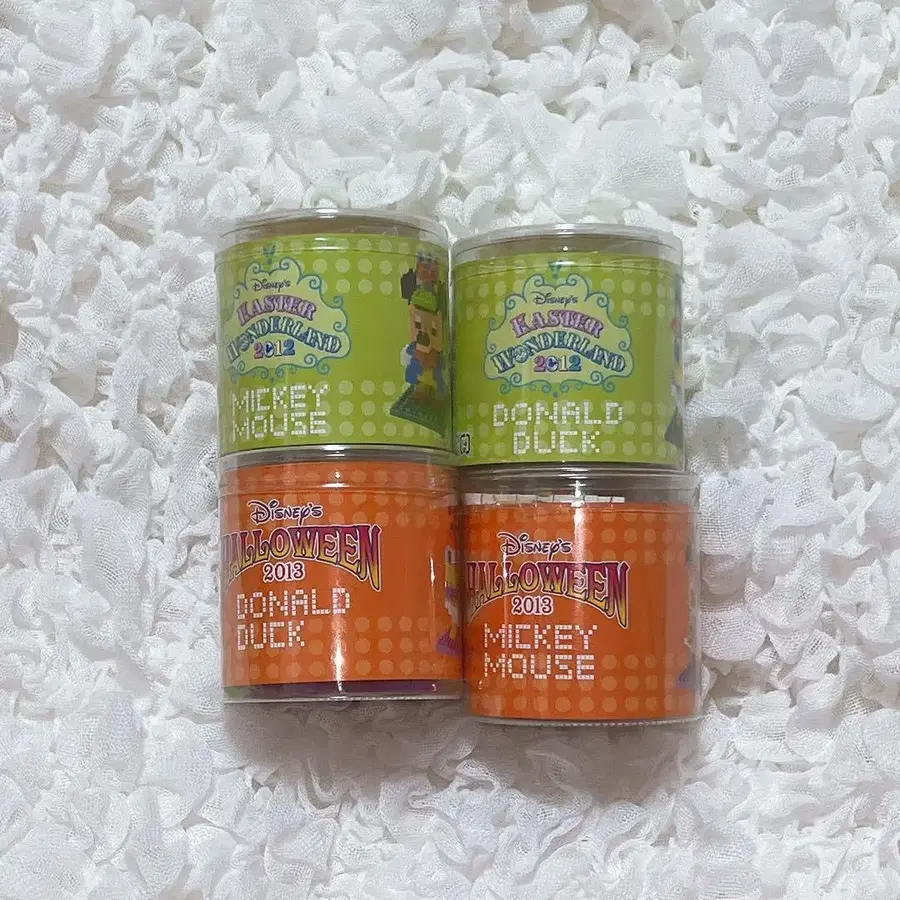 Disney's
EASTER
WONDERLAND
2012
MICKEY
MOUSE
Disney's
EASTER
WONDERLAND
2012
DONALD
DUCK
Disney's
HALLOWEEN
2013
DONALD
DUCK
Disney's
HALLOWEEN
2013
MICKEY
MOUSE